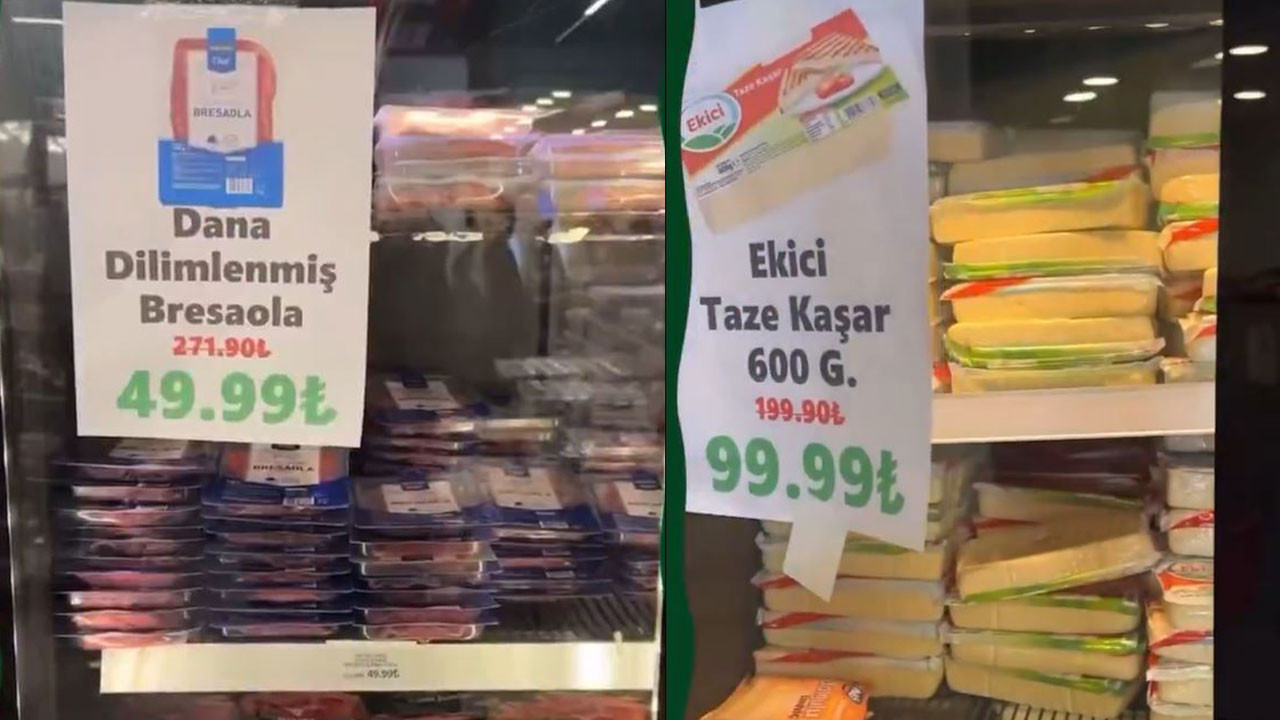 BRESAOLA
Dana
Dilimlenmiş
Bresaola
271.90₺
49.99₺
BRESAOLA
49.99₺
Ekici
Taze Kaşar
Ekici
Taze Kaşar
600 G.
199.90₺
99.99₺